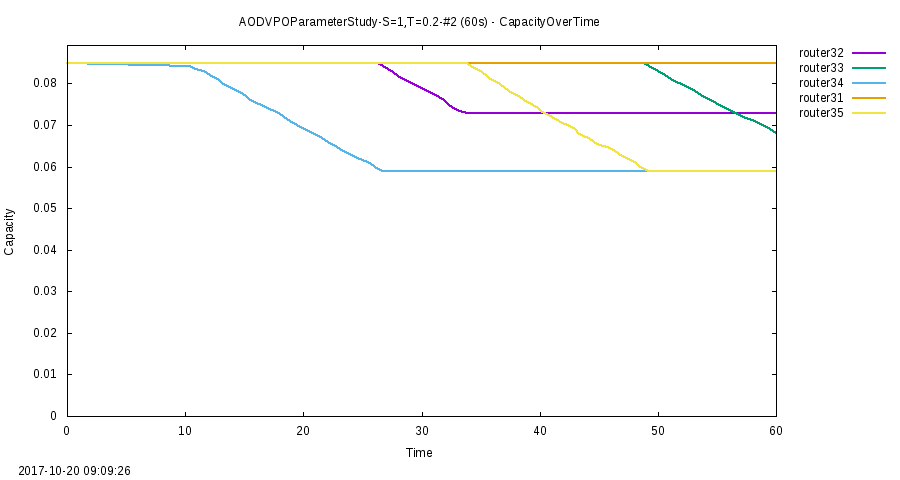 AODVPOParameterStudy-S=1,T=0.2-#2 (60s) - CapacityOverTime
router32
router33
router34
router31
router35
0.08
0.07
0.06
0.05
0.04
0.03
0.02
0.01
0
Capacity
0 10 20 30 40 50 60
Time
2017-10-20 09:09:26